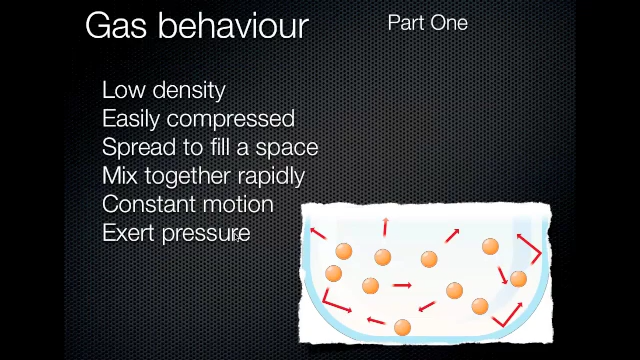 Gas behaviour
Part One
Low density
Easily compressed
Spread to fill a space
Mix together rapidly
Constant motion
Exert pressure